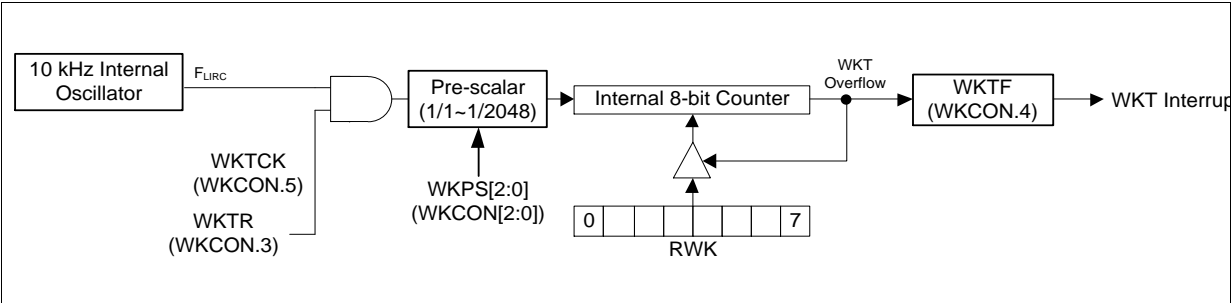 10 kHz Internal
Oscillator
FLIRC
Pre-scalar
(1/1~1/2048)
Internal 8-bit Counter
WKT
Overflow
WKTF
(WKCON.4)
WKT Interrup
WKTCK
(WKCON.5)
WKTR
(WKCON.3)
WKPS[2:0]
(WKCON[2:0])
0 7
RWK